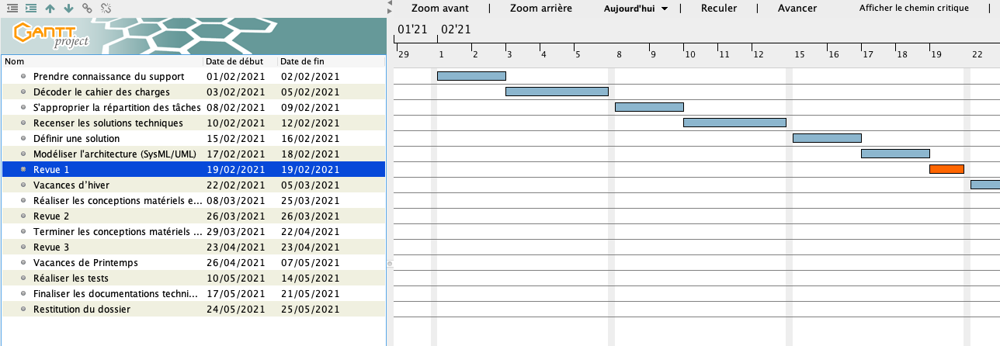 Zoom avant | Zoom arrière | Aujourd'hui | Reculer | Avancer Afficher le chemin critique |
GANTT project
01'21 02'21
29 1 2 3 4 5 8 9 10 11 12 15 16 17 18 19 22
Nom Date de début Date de fin
Prendre connaissance du support 01/02/2021 02/02/2021
Décoder le cahier des charges 03/02/2021 05/02/2021
S'approprier la répartition des tâches 08/02/2021 09/02/2021
Recenser les solutions techniques 10/02/2021 12/02/2021
Définir une solution 15/02/2021 16/02/2021
Modéliser l'architecture (SysML/UML) 17/02/2021 18/02/2021
Revue 1 19/02/2021 19/02/2021
Vacances d’hiver 22/02/2021 05/03/2021
Réaliser les conceptions matériels e... 08/03/2021 25/03/2021
Revue 2 26/03/2021 26/03/2021
Terminer les conceptions matériels ... 29/03/2021 22/04/2021
Revue 3 23/04/2021 23/04/2021
Vacances de Printemps 26/04/2021 07/05/2021
Réaliser les tests 10/05/2021 14/05/2021
Finaliser les documentations techni... 17/05/2021 21/05/2021
Restitution du dossier 24/05/2021 25/05/2021